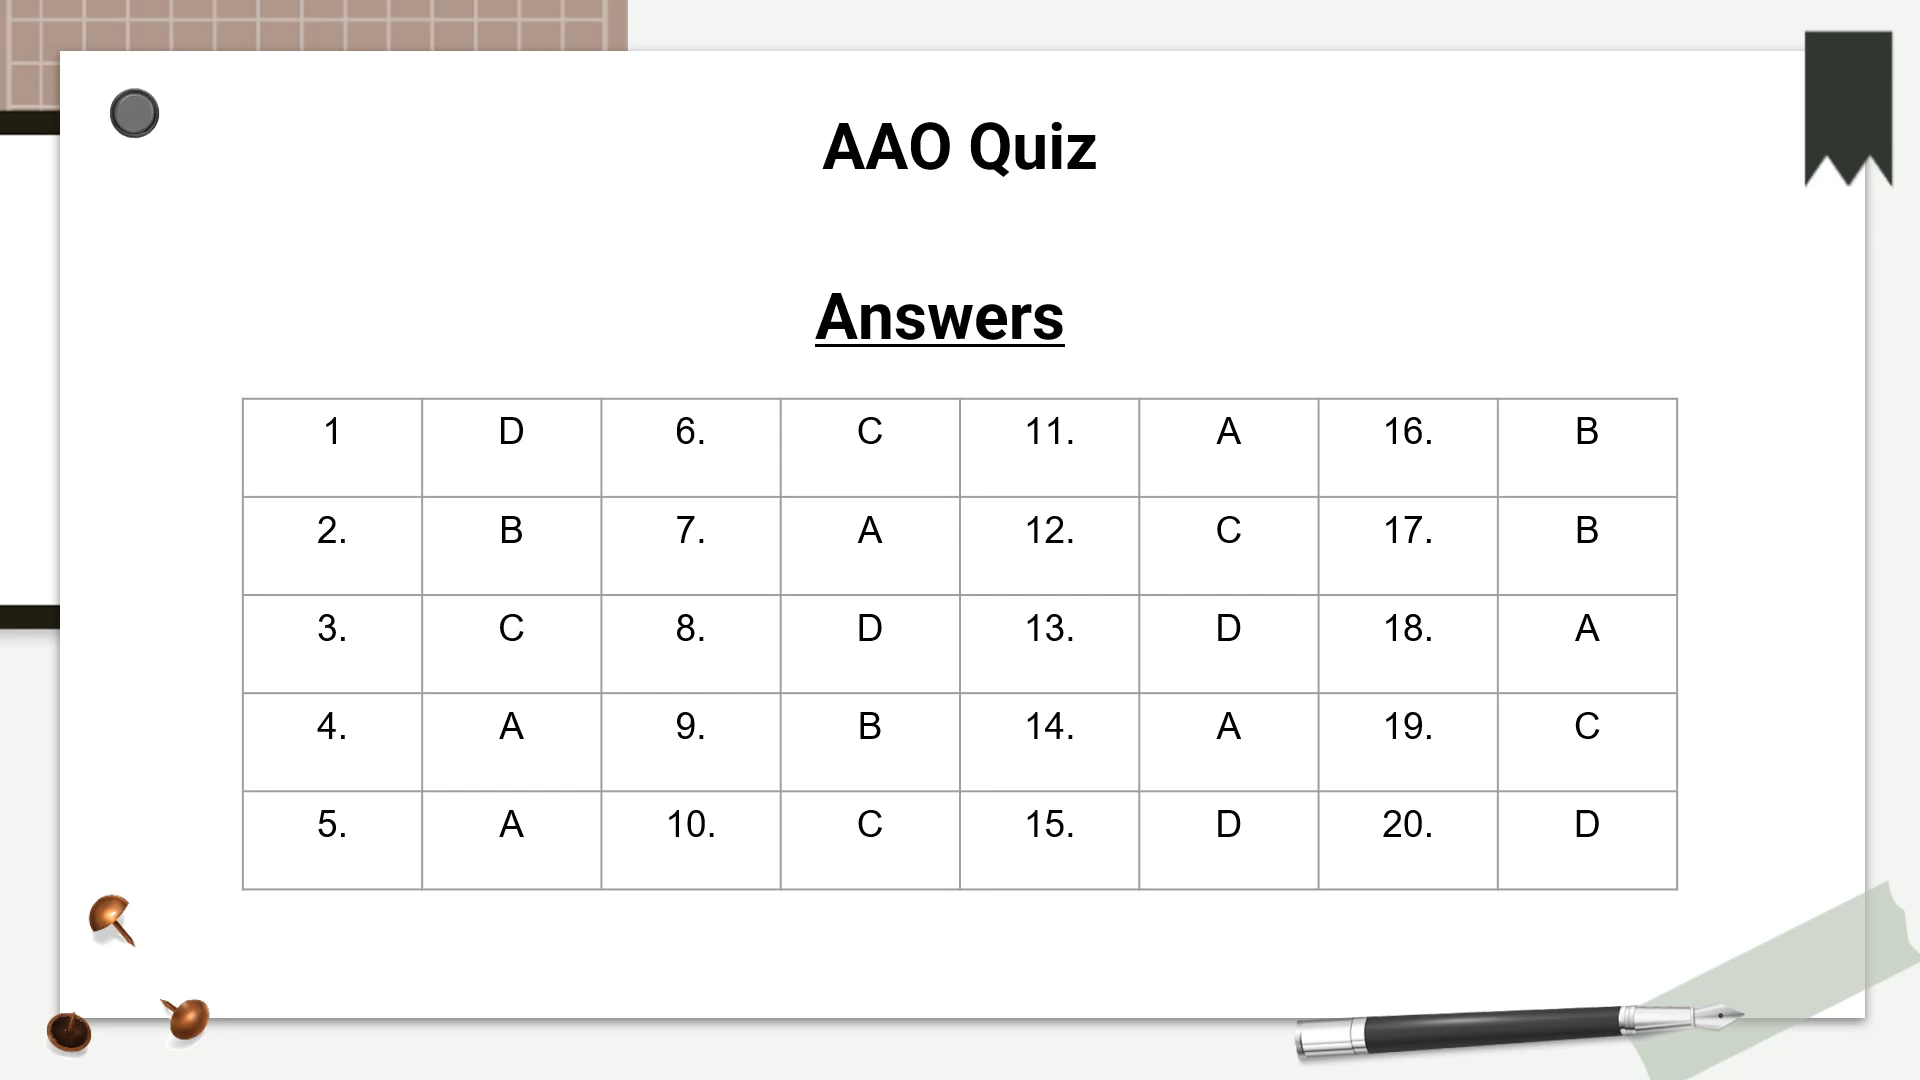 AAO Quiz
Answers
1 D 6. C 11. A 16. B
2. B 7. A 12. C 17. B
3. C 8. D 13. D 18. A
4. A 9. B 14. A 19. C
5. A 10. C 15. D 20. D